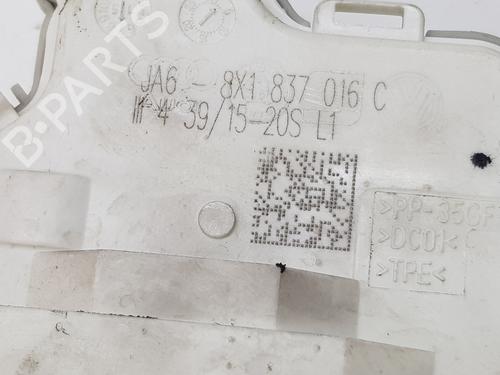 JA6 - 8X1 837 016 C
39/15-20S L1
>PP-35GF
>DC01<
>TPE<
B-Parts